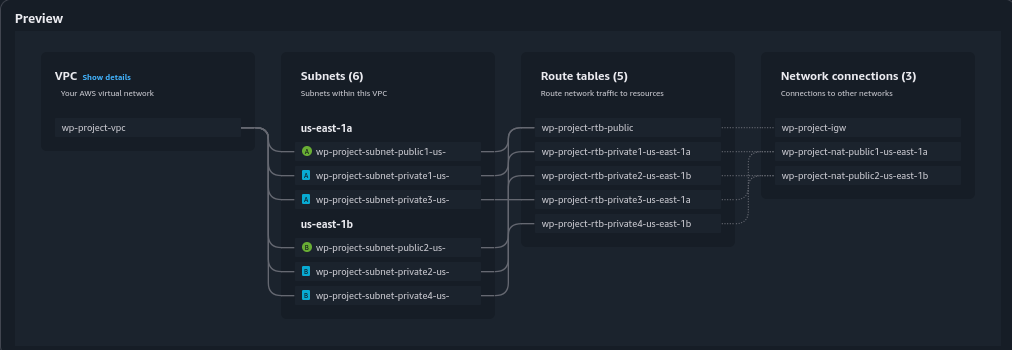 Preview
VPC Show details
Your AWS virtual network
wp-project-vpc
Subnets (6)
Subnets within this VPC
us-east-1a
A wp-project-subnet-public1-us-
A wp-project-subnet-private1-us-
A wp-project-subnet-private3-us-
us-east-1b
B wp-project-subnet-public2-us-
B wp-project-subnet-private2-us-
B wp-project-subnet-private4-us-
Route tables (5)
Route network traffic to resources
wp-project-rtb-public
wp-project-rtb-private1-us-east-1a
wp-project-rtb-private2-us-east-1b
wp-project-rtb-private3-us-east-1a
wp-project-rtb-private4-us-east-1b
Network connections (3)
Connections to other networks
wp-project-igw
wp-project-nat-public1-us-east-1a
wp-project-nat-public2-us-east-1b